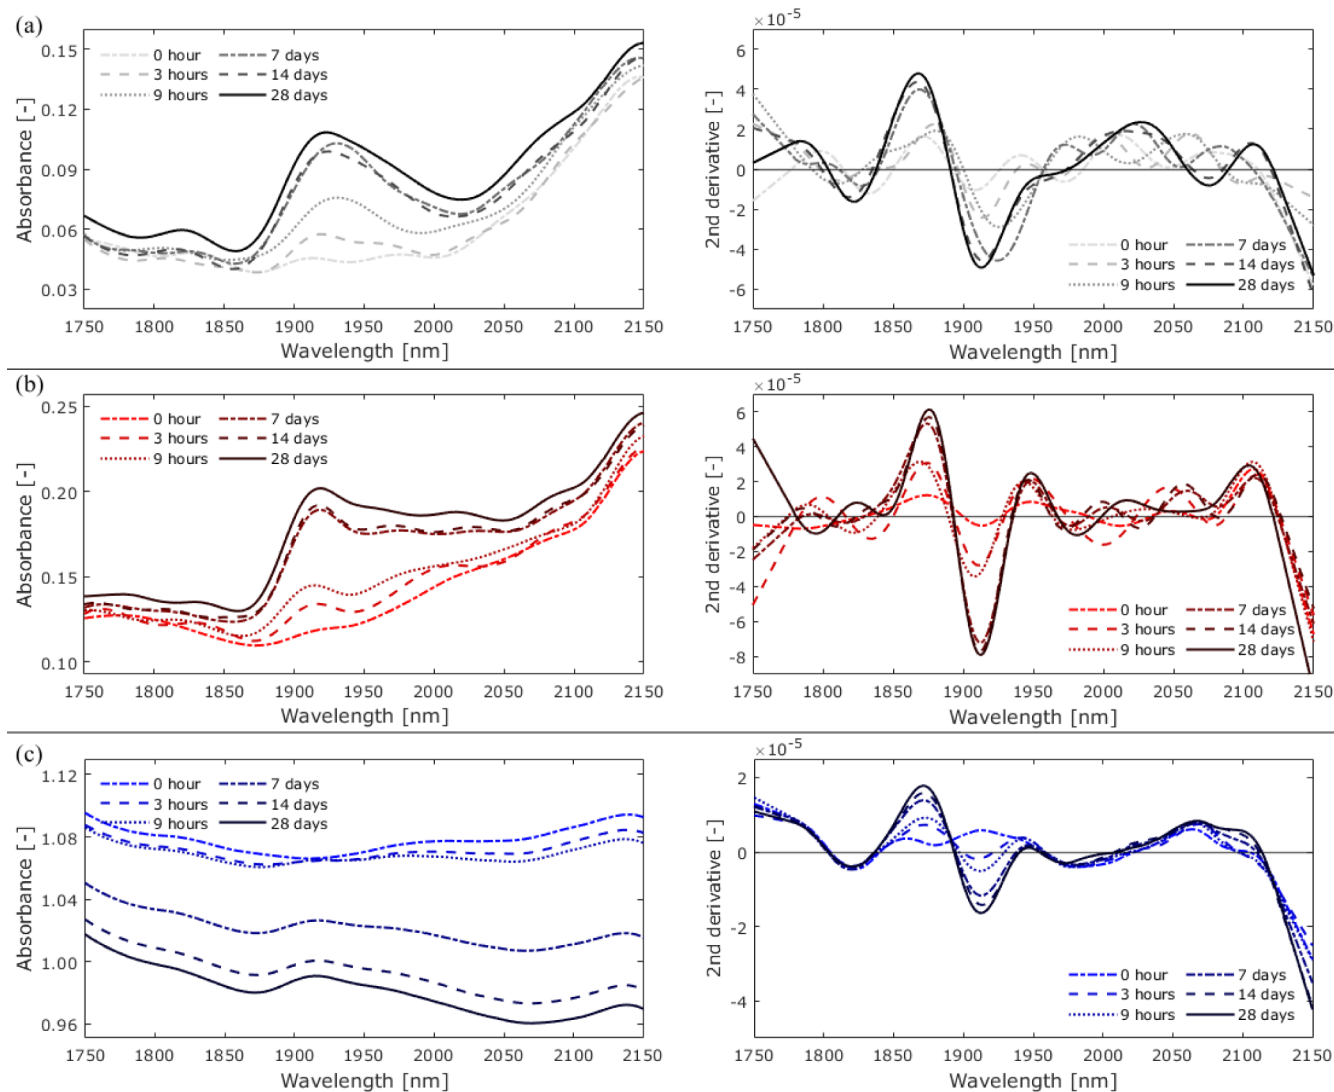 (a)
0.15
0.12
0.09
0.06
0.03
Absorbance [-]
0 hour
3 hours
9 hours
7 days
14 days
28 days
1750 1800 1850 1900 1950 2000 2050 2100 2150
Wavelength [nm]
×10⁻⁵
6
4
2
0
-2
-4
-6
2nd derivative [-]
0 hour
3 hours
9 hours
7 days
14 days
28 days
1750 1800 1850 1900 1950 2000 2050 2100 2150
Wavelength [nm]
(b)
0.25
0.20
0.15
0.10
Absorbance [-]
0 hour
3 hours
9 hours
7 days
14 days
28 days
1750 1800 1850 1900 1950 2000 2050 2100 2150
Wavelength [nm]
×10⁻⁵
6
4
2
0
-2
-4
-6
-8
2nd derivative [-]
0 hour
3 hours
9 hours
7 days
14 days
28 days
1750 1800 1850 1900 1950 2000 2050 2100 2150
Wavelength [nm]
(c)
1.12
1.08
1.04
1.00
0.96
Absorbance [-]
0 hour
3 hours
9 hours
7 days
14 days
28 days
1750 1800 1850 1900 1950 2000 2050 2100 2150
Wavelength [nm]
×10⁻⁵
2
0
-2
-4
2nd derivative [-]
0 hour
3 hours
9 hours
7 days
14 days
28 days
1750 1800 1850 1900 1950 2000 2050 2100 2150
Wavelength [nm]